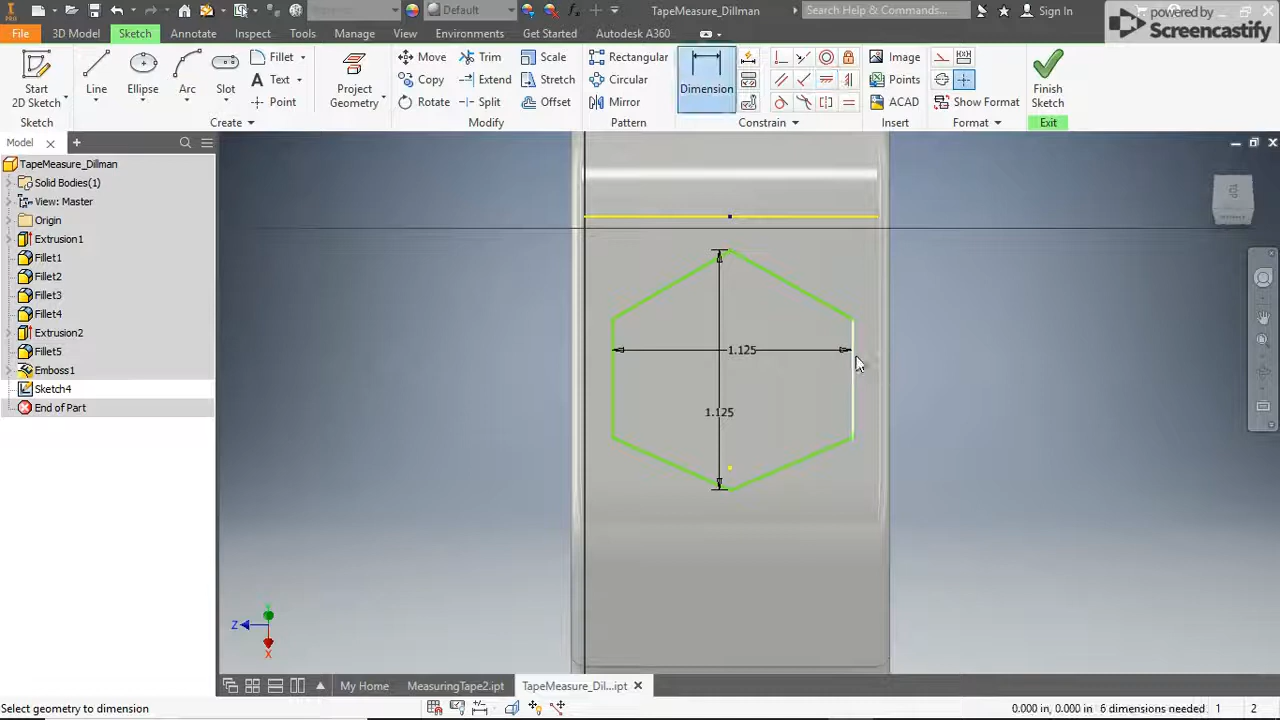 PRO
Default
TapeMeasure_Dillman
Search Help & Commands...
Sign In
powered by
Screencastify
File
3D Model
Sketch
Annotate
Inspect
Tools
Manage
View
Environments
Get Started
Autodesk A360
Start
2D Sketch
Line
Ellipse
Arc
Slot
Fillet
Text
Point
Project
Geometry
Move
Copy
Rotate
Trim
Extend
Split
Scale
Stretch
Offset
Rectangular
Circular
Mirror
Dimension
Image
Points
ACAD
Show Format
Finish
Sketch
Sketch
Create
Modify
Pattern
Constrain
Insert
Format
Exit
Model
TapeMeasure_Dillman
Solid Bodies(1)
View: Master
Origin
Extrusion1
Fillet1
Fillet2
Fillet3
Fillet4
Extrusion2
Fillet5
Emboss1
Sketch4
End of Part
TOP
1.125
1.125
Z
X
My Home
MeasuringTape2.ipt
TapeMeasure_Dil...ipt
Select geometry to dimension
0.000 in, 0.000 in
6 dimensions needed
1
2